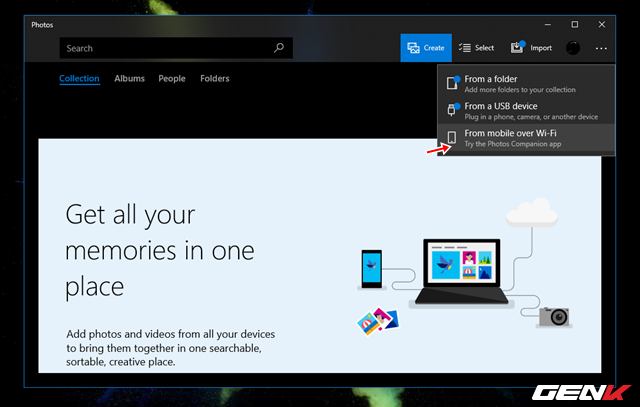 Photos
Search
Create
Select
Import
Collection
Albums
People
Folders
From a folder
Add more folders to your collection
From a USB device
Plug in a phone, camera, or another device
From mobile over Wi-Fi
Try the Photos Companion app
Get all your
memories in one
place
Add photos and videos from all your devices
to bring them together in one searchable,
sortable, creative place.
GENK